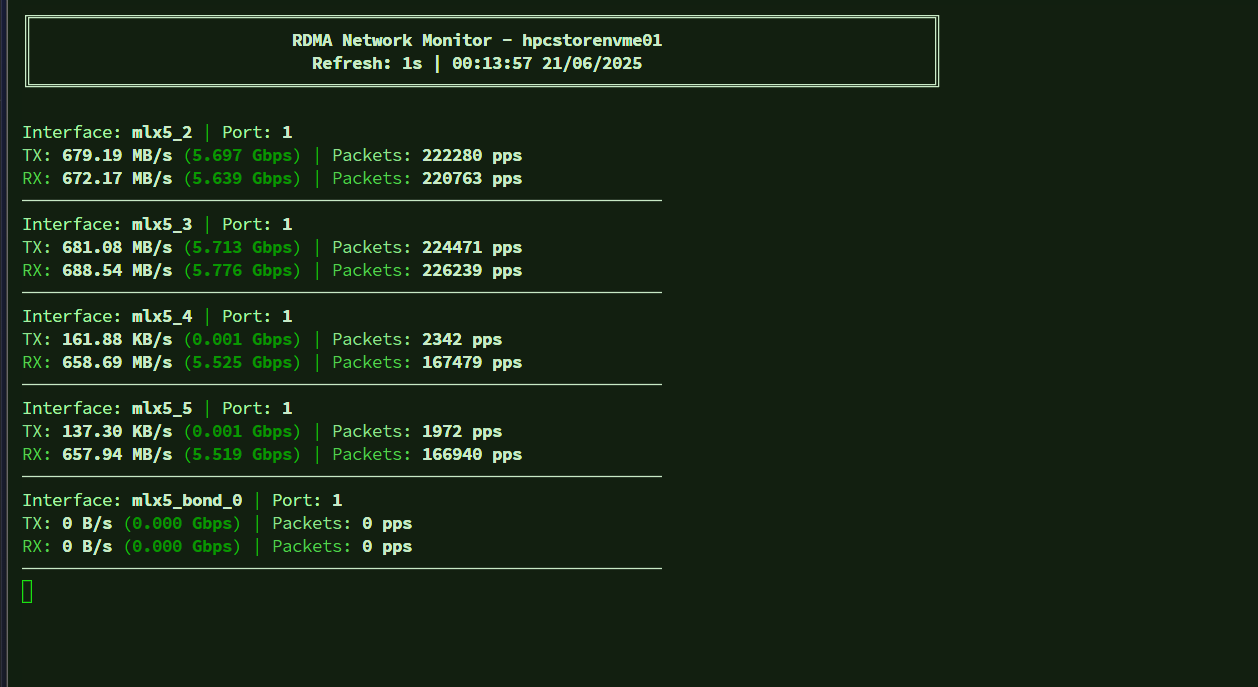 RDMA Network Monitor - hpcstorenvme01
Refresh: 1s | 00:13:57 21/06/2025
Interface: mlx5_2 | Port: 1
TX: 679.19 MB/s (5.697 Gbps) | Packets: 222280 pps
RX: 672.17 MB/s (5.639 Gbps) | Packets: 220763 pps
Interface: mlx5_3 | Port: 1
TX: 681.08 MB/s (5.713 Gbps) | Packets: 224471 pps
RX: 688.54 MB/s (5.776 Gbps) | Packets: 226239 pps
Interface: mlx5_4 | Port: 1
TX: 161.88 KB/s (0.001 Gbps) | Packets: 2342 pps
RX: 658.69 MB/s (5.525 Gbps) | Packets: 167479 pps
Interface: mlx5_5 | Port: 1
TX: 137.30 KB/s (0.001 Gbps) | Packets: 1972 pps
RX: 657.94 MB/s (5.519 Gbps) | Packets: 166940 pps
Interface: mlx5_bond_0 | Port: 1
TX: 0 B/s (0.000 Gbps) | Packets: 0 pps
RX: 0 B/s (0.000 Gbps) | Packets: 0 pps